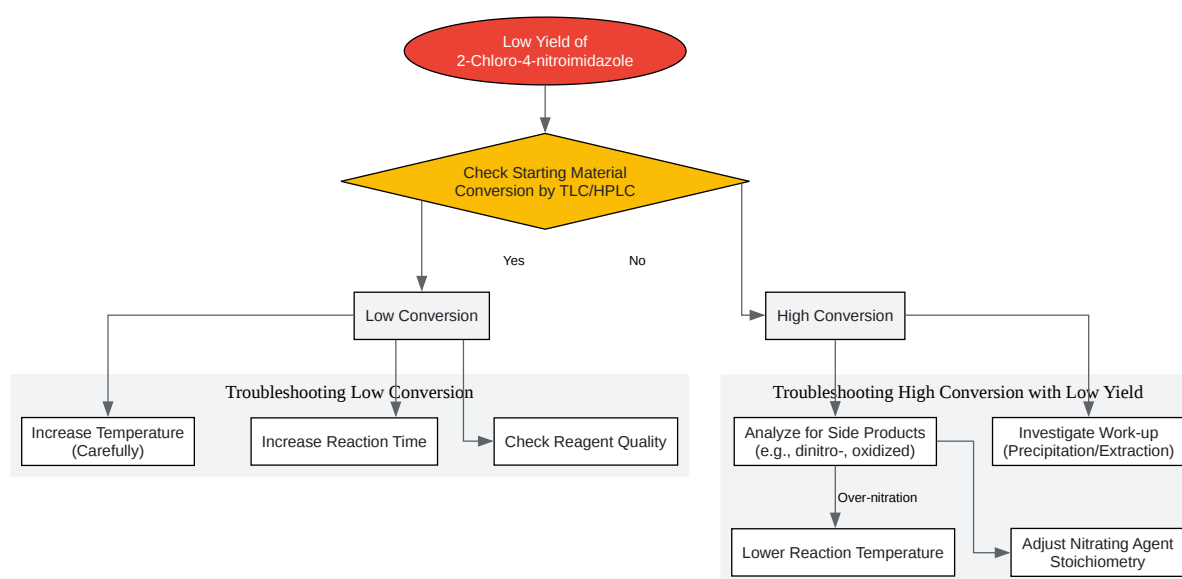 Low Yield of
2-Chloro-4-nitroimidazole
Check Starting Material
Conversion by TLC/HPLC
Yes
No
Low Conversion
High Conversion
Troubleshooting Low Conversion
Troubleshooting High Conversion with Low Yield
Increase Temperature
(Carefully)
Increase Reaction Time
Check Reagent Quality
Analyze for Side Products
(e.g., dinitro-, oxidized)
Investigate Work-up
(Precipitation/Extraction)
Over-nitration
Lower Reaction Temperature
Adjust Nitrating Agent
Stoichiometry